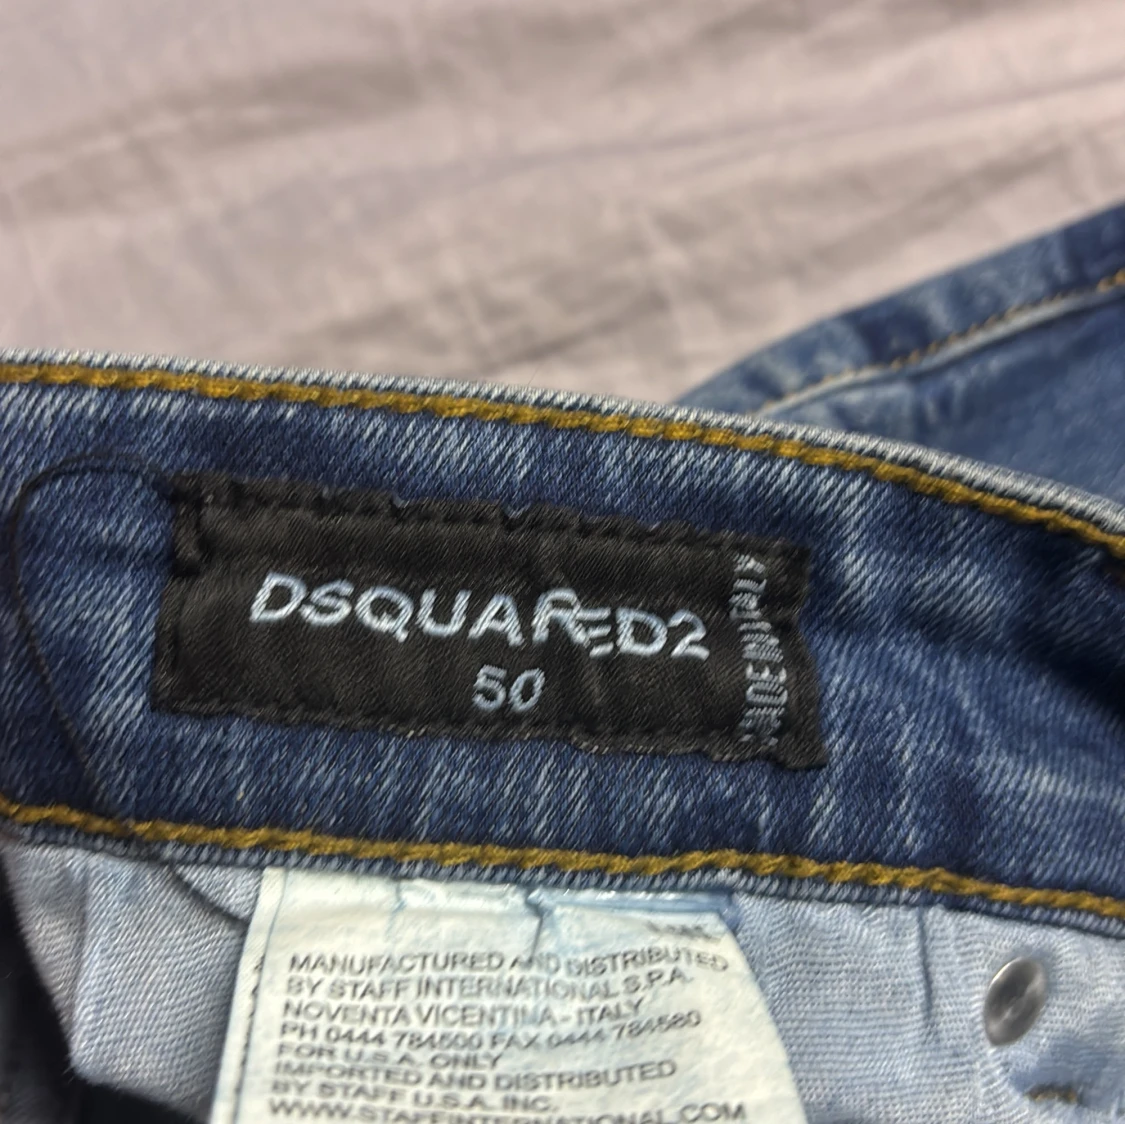 DSQUARED2
50
MADE IN ITALY
MANUFACTURED AND DISTRIBUTED
BY STAFF INTERNATIONAL S.P.A.
NOVENTA VICENTINA - ITALY
PH 0444 784500 FAX 0444 784580
FOR U.S.A. ONLY
IMPORTED AND DISTRIBUTED
BY STAFF U.S.A. INC.
WWW.STAFFINTERNATIONAL.COM